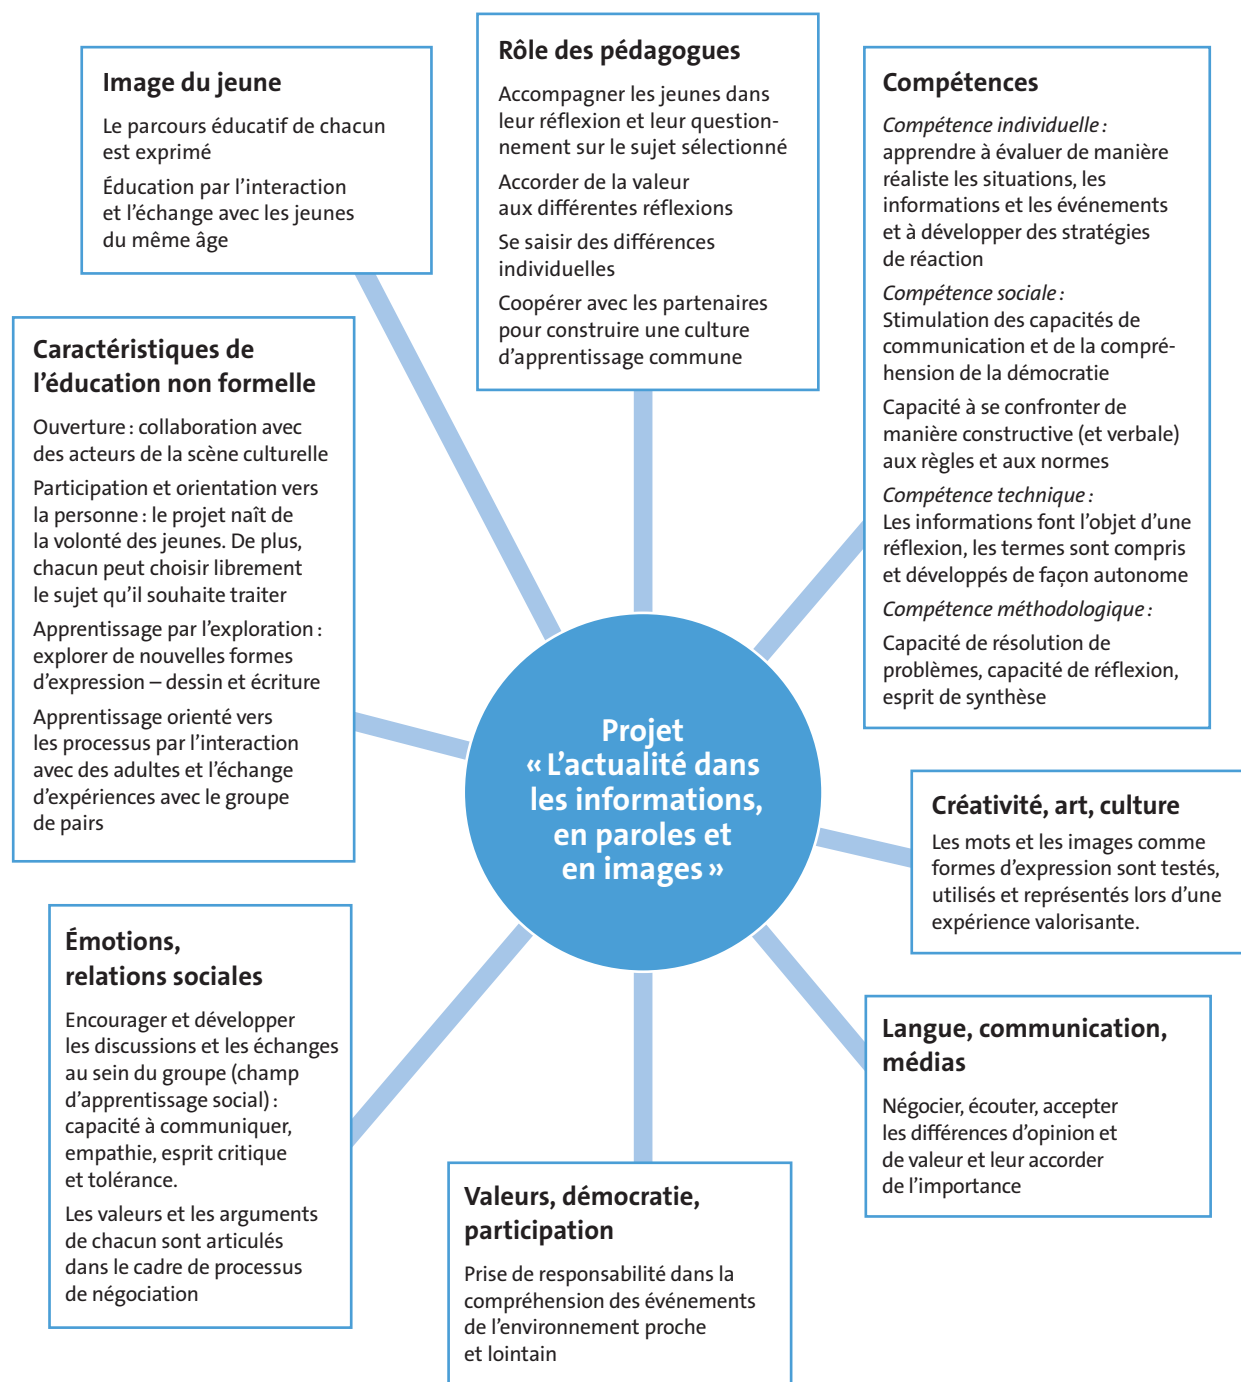 Image du jeune
Le parcours éducatif de chacun
est exprimé
Éducation par l’interaction
et l’échange avec les jeunes
du même âge
Rôle des pédagogues
Accompagner les jeunes dans
leur réflexion et leur question-
nement sur le sujet sélectionné
Accorder de la valeur
aux différentes réflexions
Se saisir des différences
individuelles
Coopérer avec les partenaires
pour construire une culture
d’apprentissage commune
Compétences
Compétence individuelle :
apprendre à évaluer de manière
réaliste les situations, les
informations et les événements
et à développer des stratégies
de réaction
Compétence sociale :
Stimulation des capacités de
communication et de la compré-
hension de la démocratie
Capacité à se confronter de
manière constructive (et verbale)
aux règles et aux normes
Compétence technique :
Les informations font l’objet d’une
réflexion, les termes sont compris
et développés de façon autonome
Compétence méthodologique :
Capacité de résolution de
problèmes, capacité de réflexion,
esprit de synthèse
Caractéristiques de
l’éducation non formelle
Ouverture : collaboration avec
des acteurs de la scène culturelle
Participation et orientation vers
la personne : le projet naît de
la volonté des jeunes. De plus,
chacun peut choisir librement
le sujet qu’il souhaite traiter
Apprentissage par l’exploration :
explorer de nouvelles formes
d’expression – dessin et écriture
Apprentissage orienté vers
les processus par l’interaction
avec des adultes et l’échange
d’expériences avec le groupe
de pairs
Projet
« L’actualité dans
les informations,
en paroles et
en images »
Créativité, art, culture
Les mots et les images comme
formes d’expression sont testés,
utilisés et représentés lors d’une
expérience valorisante.
Émotions,
relations sociales
Encourager et développer
les discussions et les échanges
au sein du groupe (champ
d’apprentissage social) :
capacité à communiquer,
empathie, esprit critique
et tolérance.
Les valeurs et les arguments
de chacun sont articulés
dans le cadre de processus
de négociation
Langue, communication,
médias
Négocier, écouter, accepter
les différences d’opinion et
de valeur et leur accorder
de l’importance
Valeurs, démocratie,
participation
Prise de responsabilité dans la
compréhension des événements
de l’environnement proche
et lointain